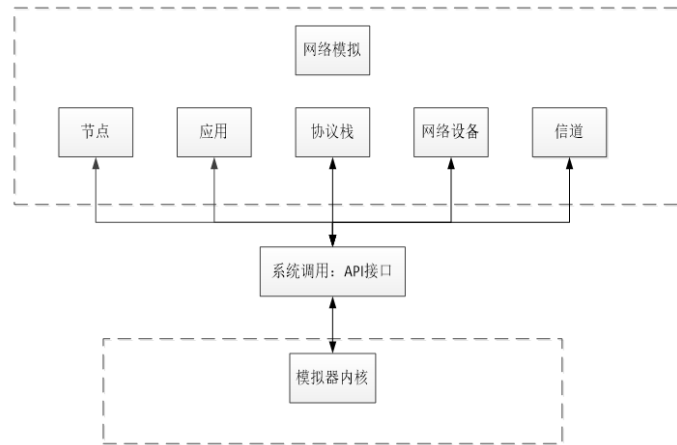 网络模拟
节点
应用
协议栈
网络设备
信道
系统调用：API接口
模拟器内核